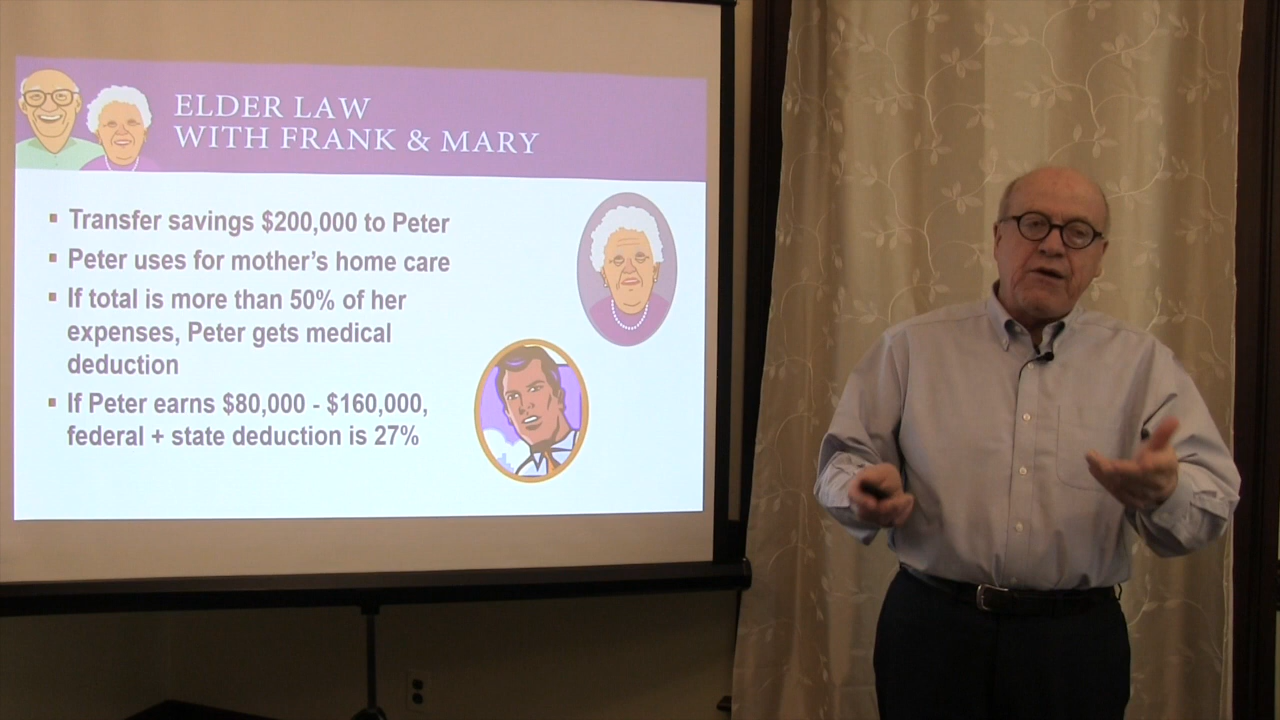 ELDER LAW
WITH FRANK & MARY
▪ Transfer savings $200,000 to Peter
▪ Peter uses for mother’s home care
▪ If total is more than 50% of her
expenses, Peter gets medical
deduction
▪ If Peter earns $80,000 - $160,000,
federal + state deduction is 27%